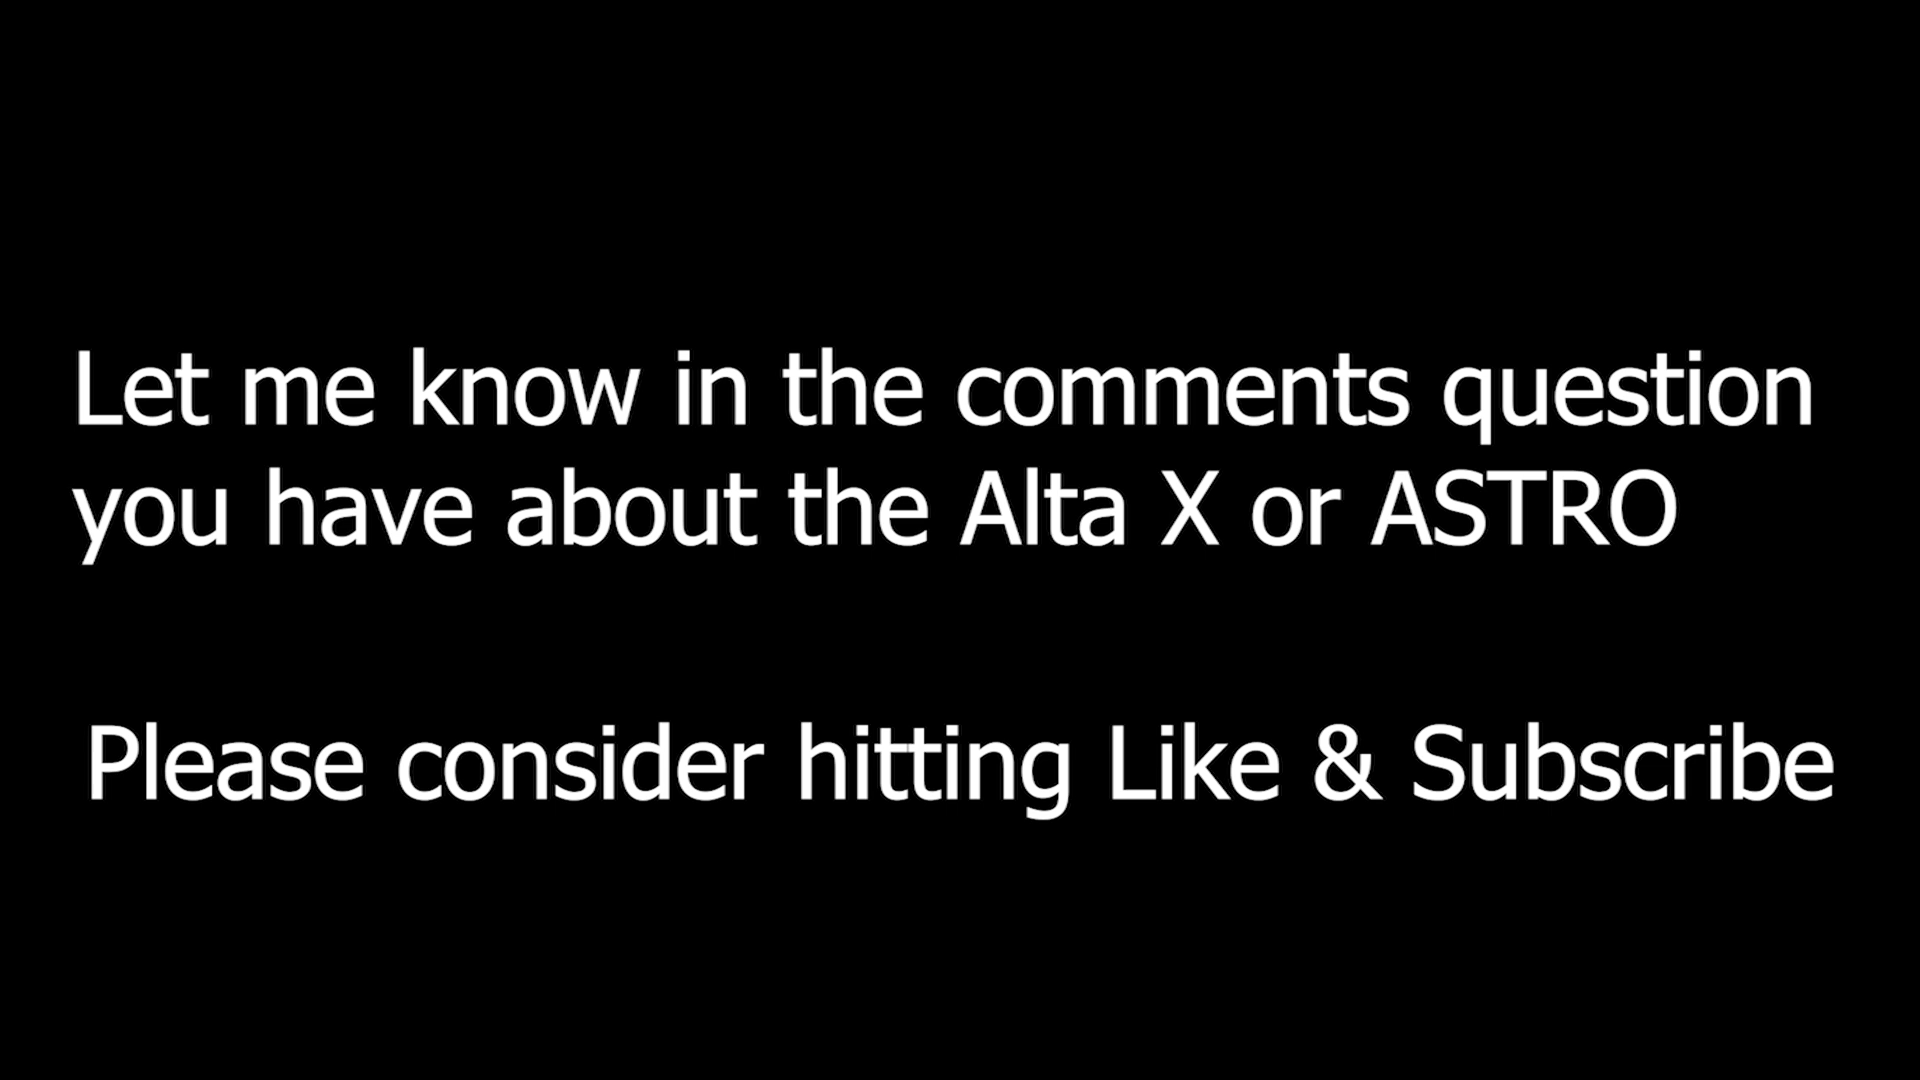 Let me know in the comments question
you have about the Alta X or ASTRO
Please consider hitting Like & Subscribe